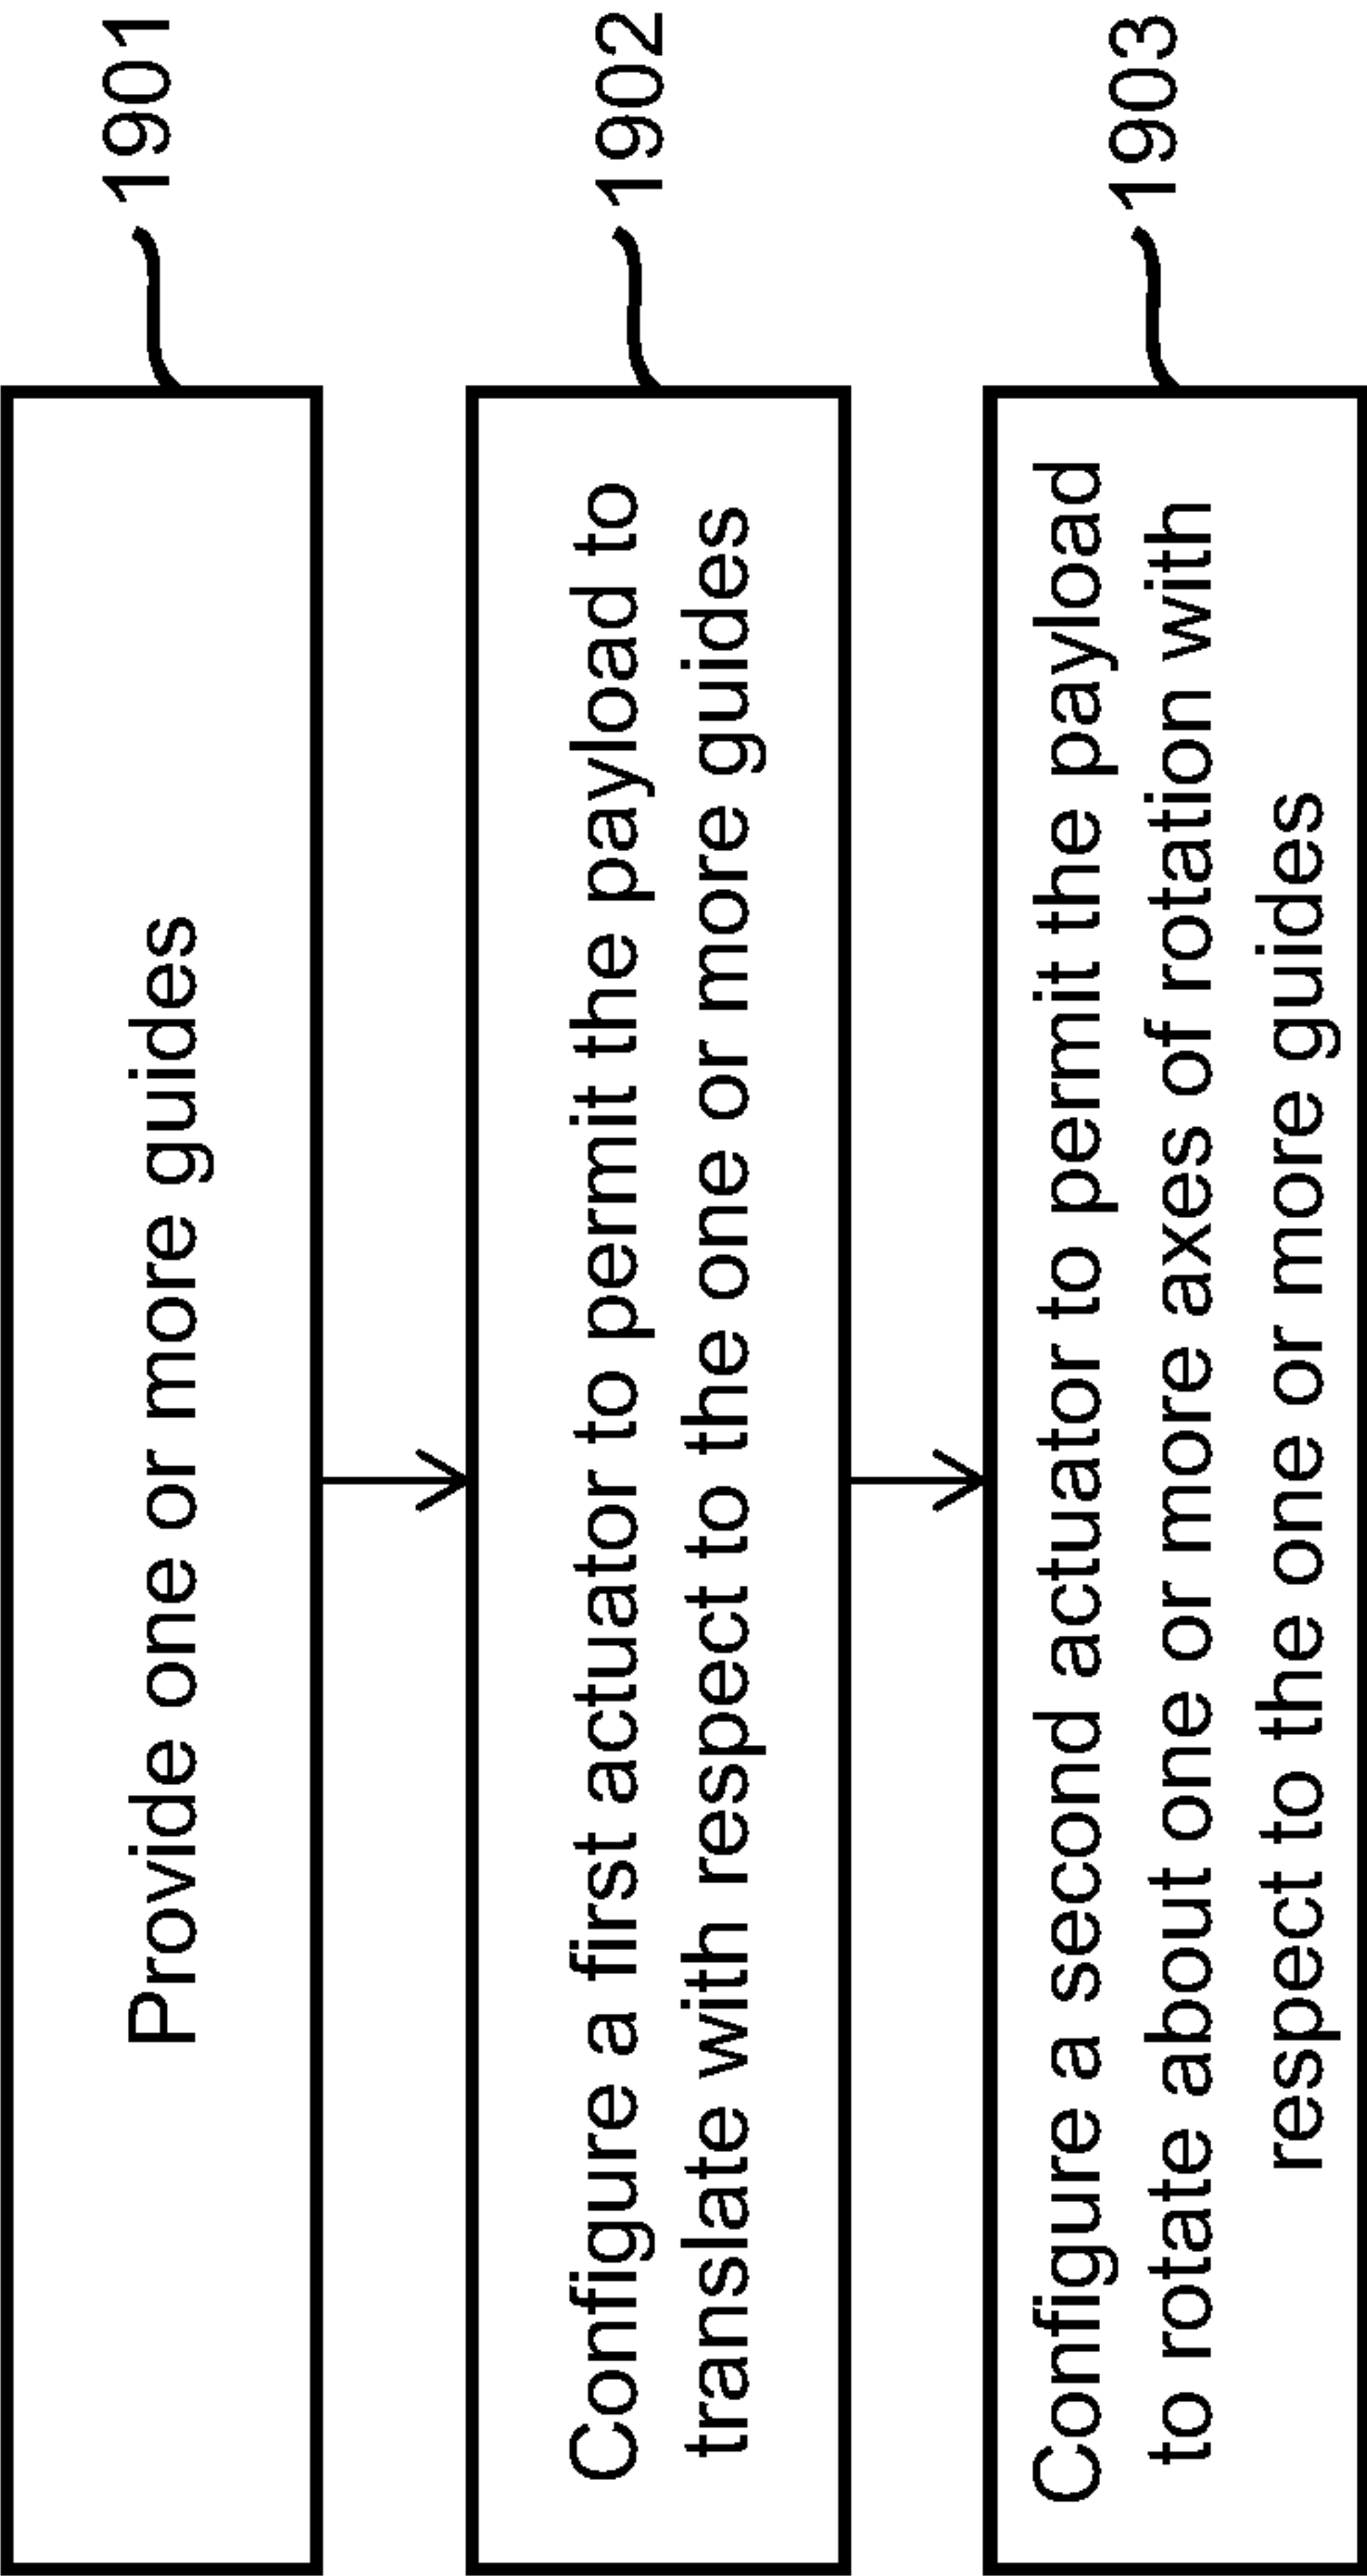 Provide one or more guides
1901
Configure a first actuator to permit the payload to
translate with respect to the one or more guides
1902
Configure a second actuator to permit the payload
to rotate about one or more axes of rotation with
respect to the one or more guides
1903